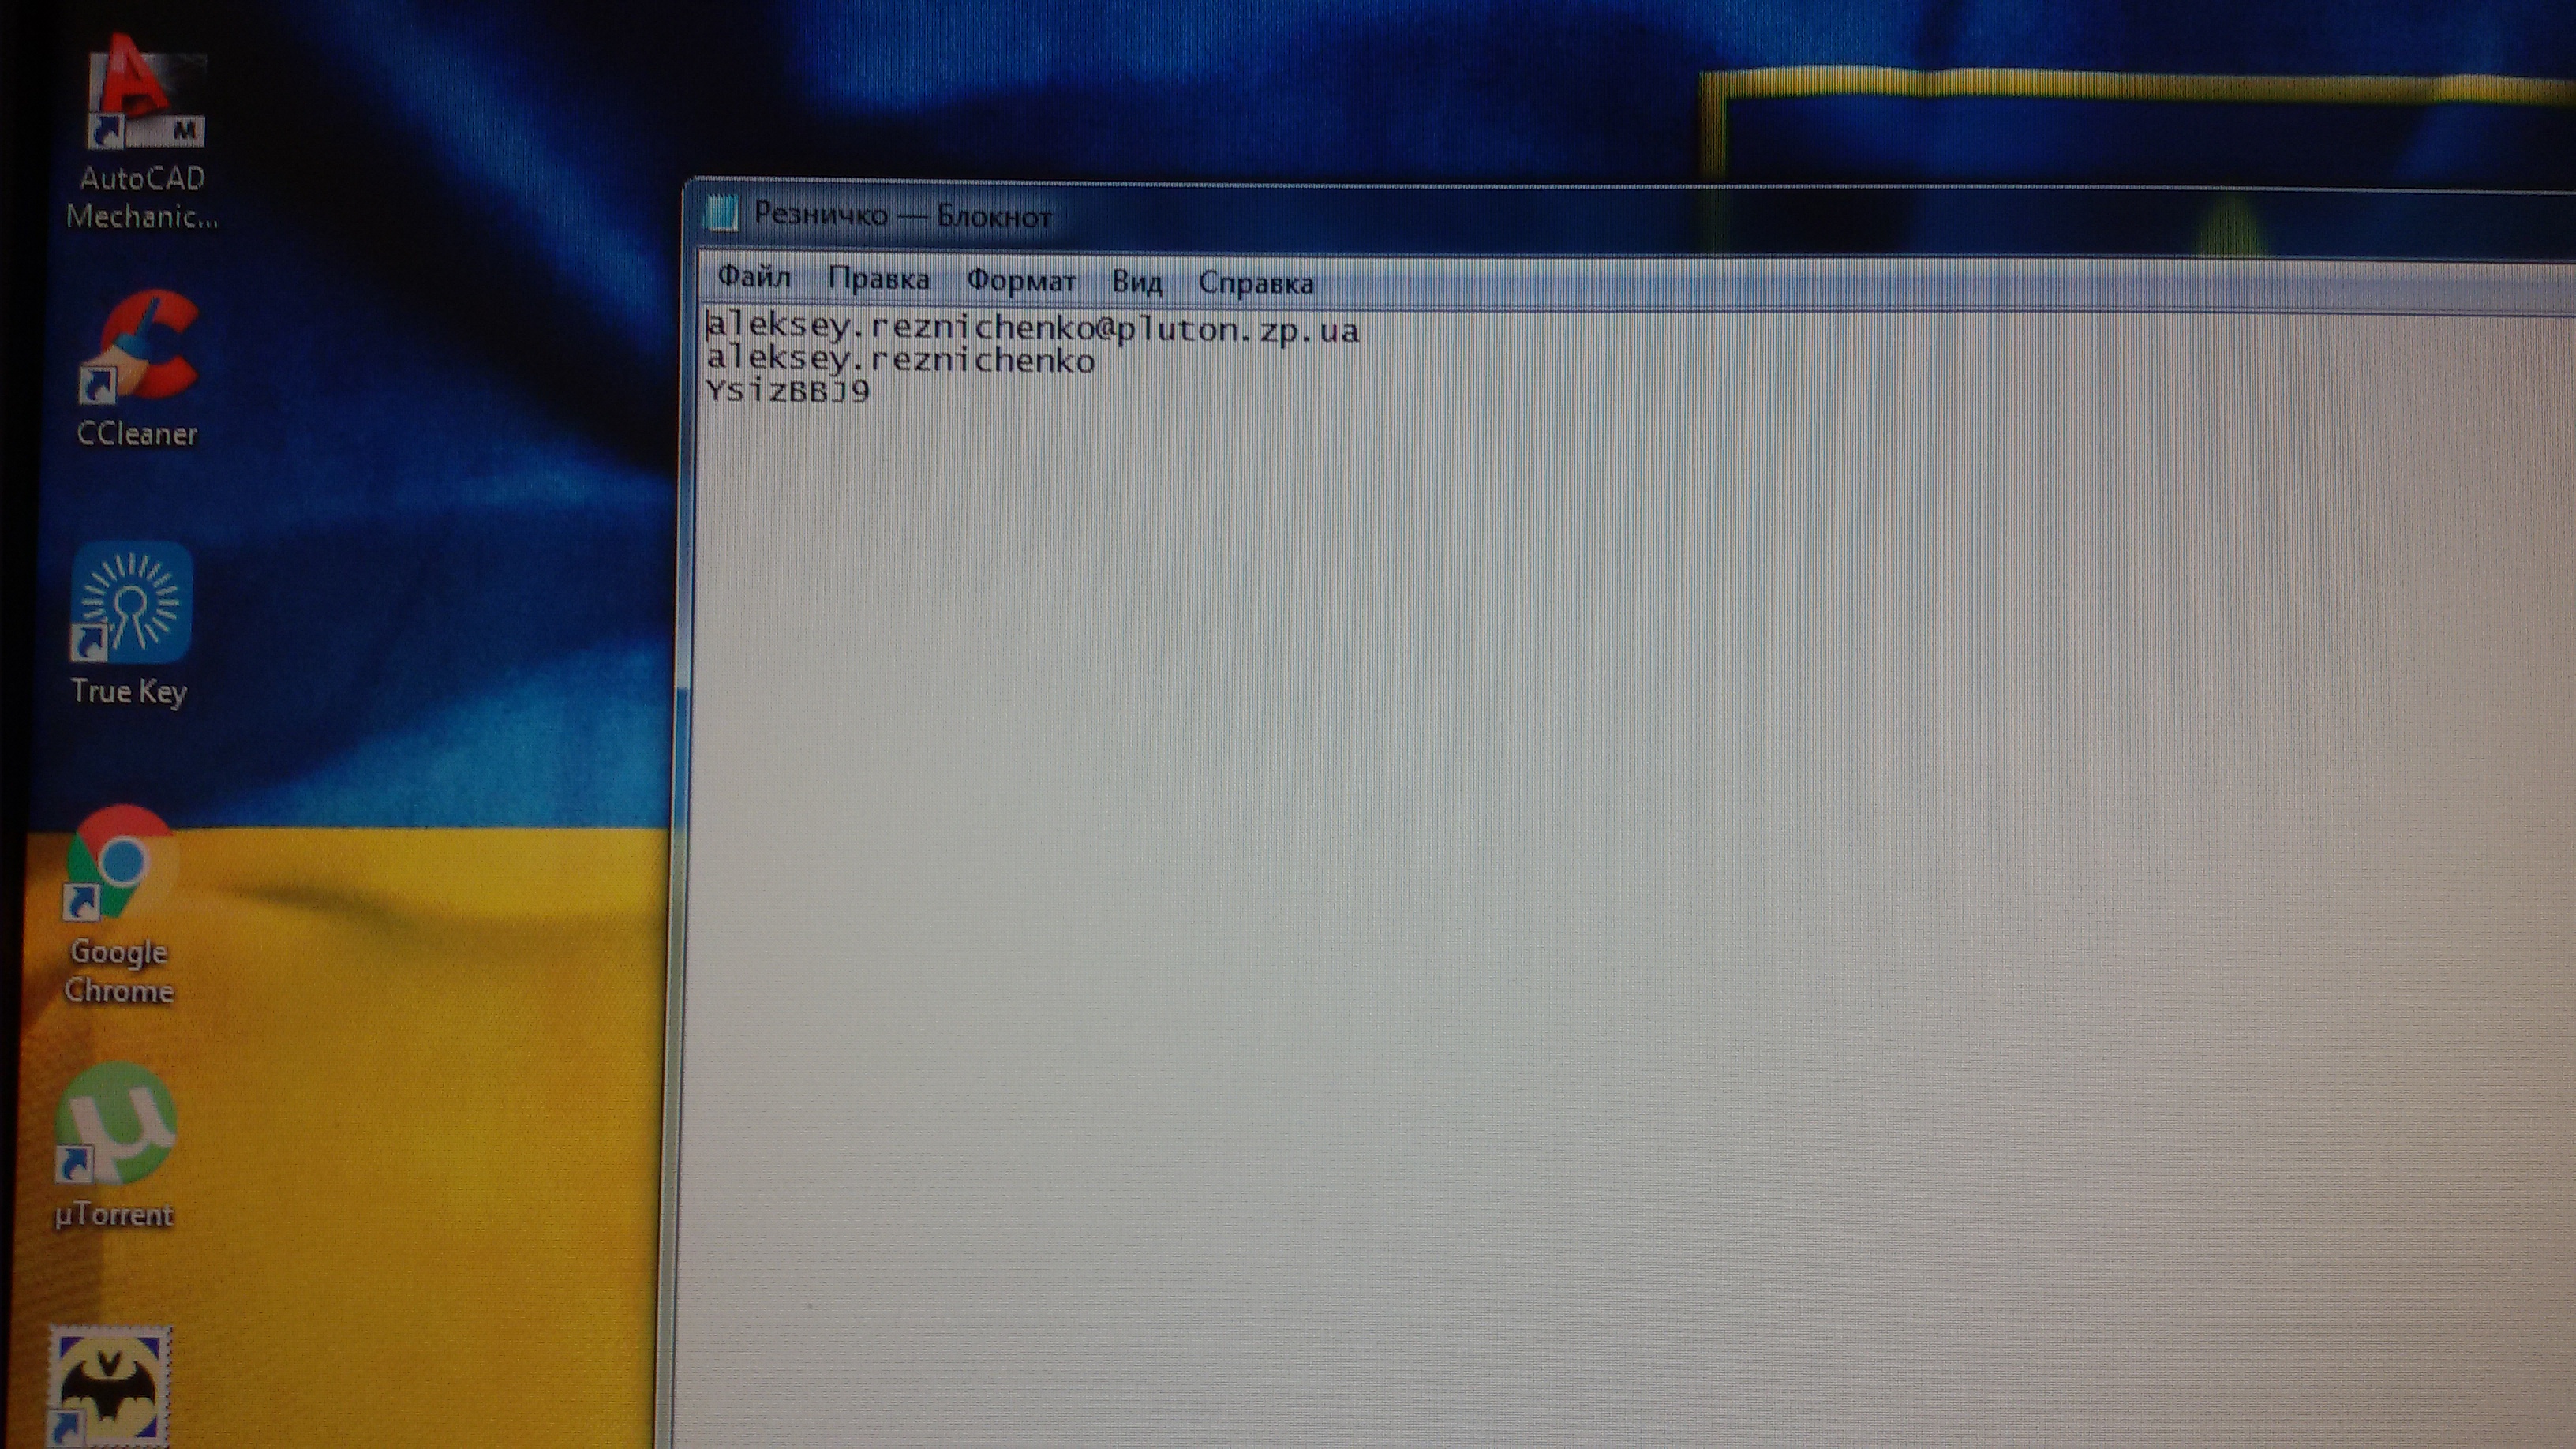 AutoCAD
Mechanic...
CCleaner
True Key
Google
Chrome
µTorrent
Резничко — Блокнот
Файл Правка Формат Вид Справка
aleksey.reznichenko@pluton.zp.ua
aleksey.reznichenko
YsizBBJ9